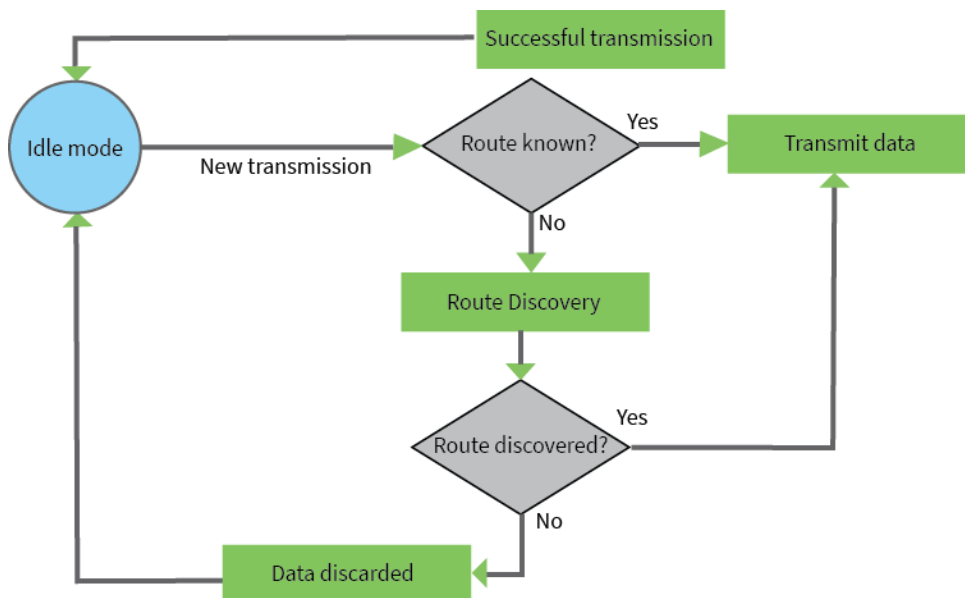 Successful transmission
Idle mode
New transmission
Route known?
Yes
Transmit data
No
Route Discovery
Route discovered?
Yes
No
Data discarded